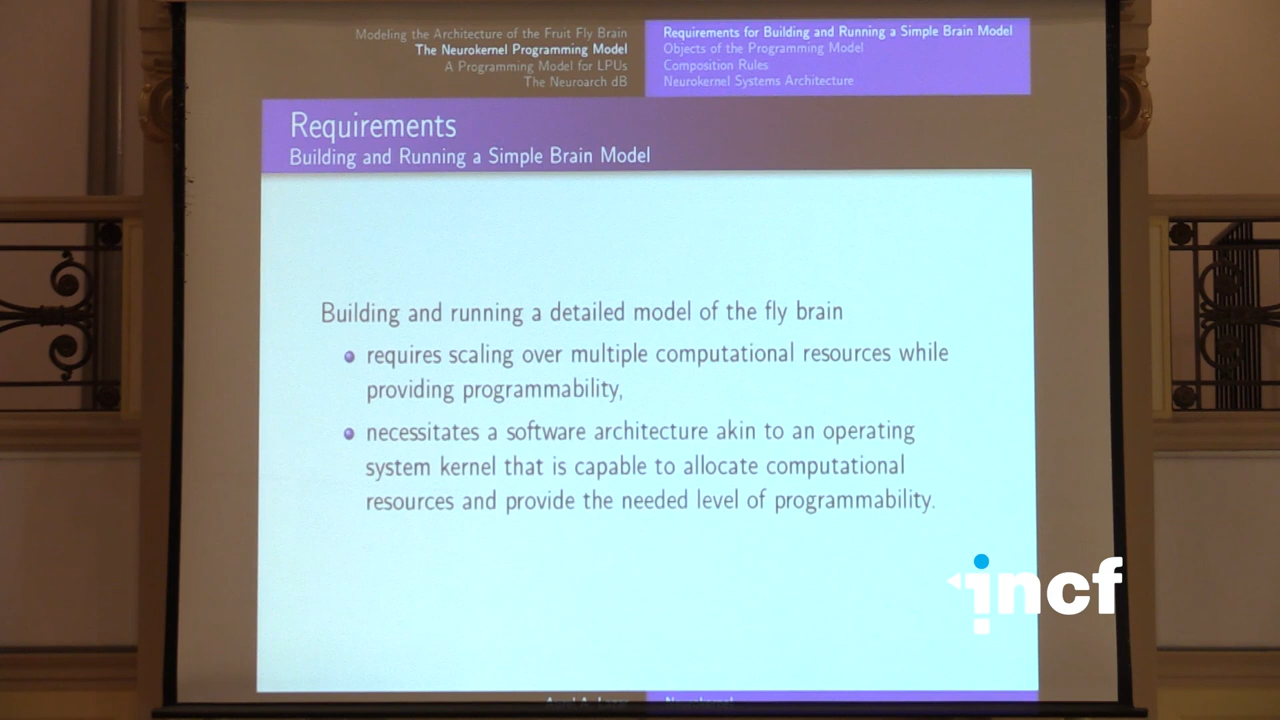 Modeling the Architecture of the Fruit Fly Brain
The Neurokernel Programming Model
A Programming Model for LPUs
The Neuroarch dB
Requirements for Building and Running a Simple Brain Model
Objects of the Programming Model
Composition Rules
Neurokernel Systems Architecture
Requirements
Building and Running a Simple Brain Model
Building and running a detailed model of the fly brain
requires scaling over multiple computational resources while
providing programmability,
necessitates a software architecture akin to an operating
system kernel that is capable to allocate computational
resources and provide the needed level of programmability.
incf